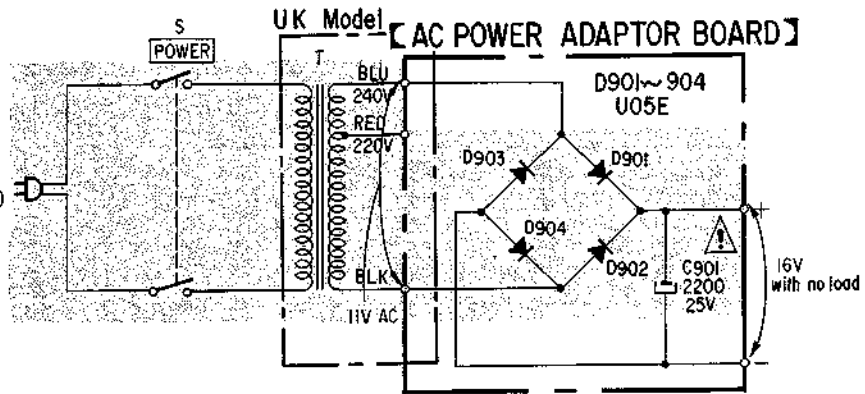 UK Model
【AC POWER ADAPTOR BOARD】
S
POWER
T
BLU
240V
RED
220V
BLK
11V AC
D901~904
U05E
D903
D901
D904
D902
C901
2200
25V
+
−
16V
with no load